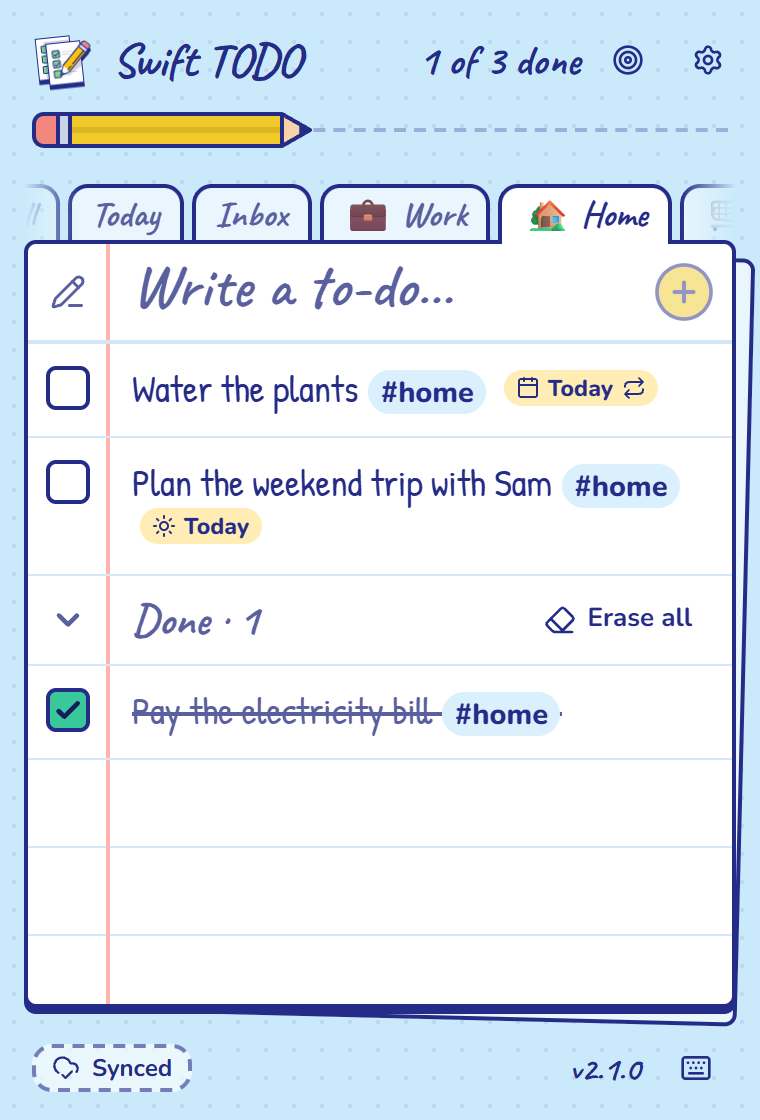 Swift TODO
1 of 3 done
Today
Inbox
Work
Home
Write a to-do...
Water the plants #home Today
Plan the weekend trip with Sam #home
Today
Done · 1
Erase all
Pay the electricity bill #home
Synced
v2.1.0